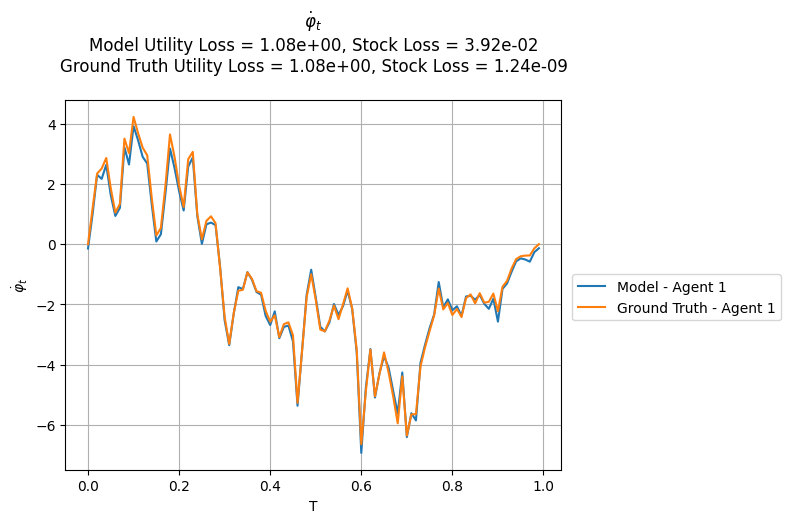 φ̇_t
Model Utility Loss = 1.08e+00, Stock Loss = 3.92e-02
Ground Truth Utility Loss = 1.08e+00, Stock Loss = 1.24e-09
4
2
0
−2
−4
−6
φ̇_t
0.0 0.2 0.4 0.6 0.8 1.0
T
Model - Agent 1
Ground Truth - Agent 1